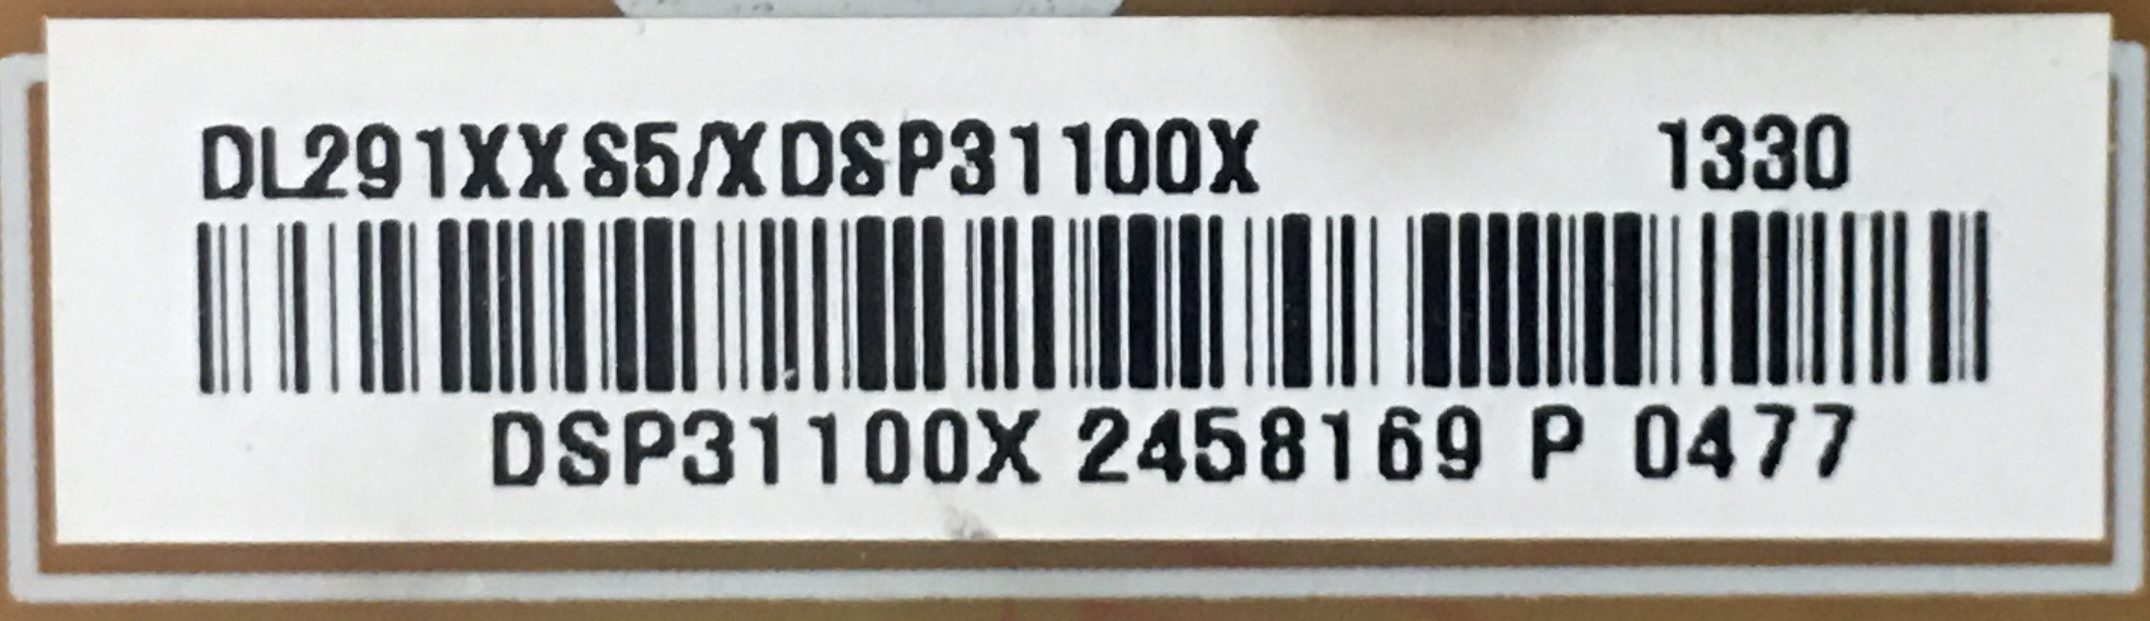 DL291XXS5/XDSP31100X 1330
DSP31100X 2458169 P 0477